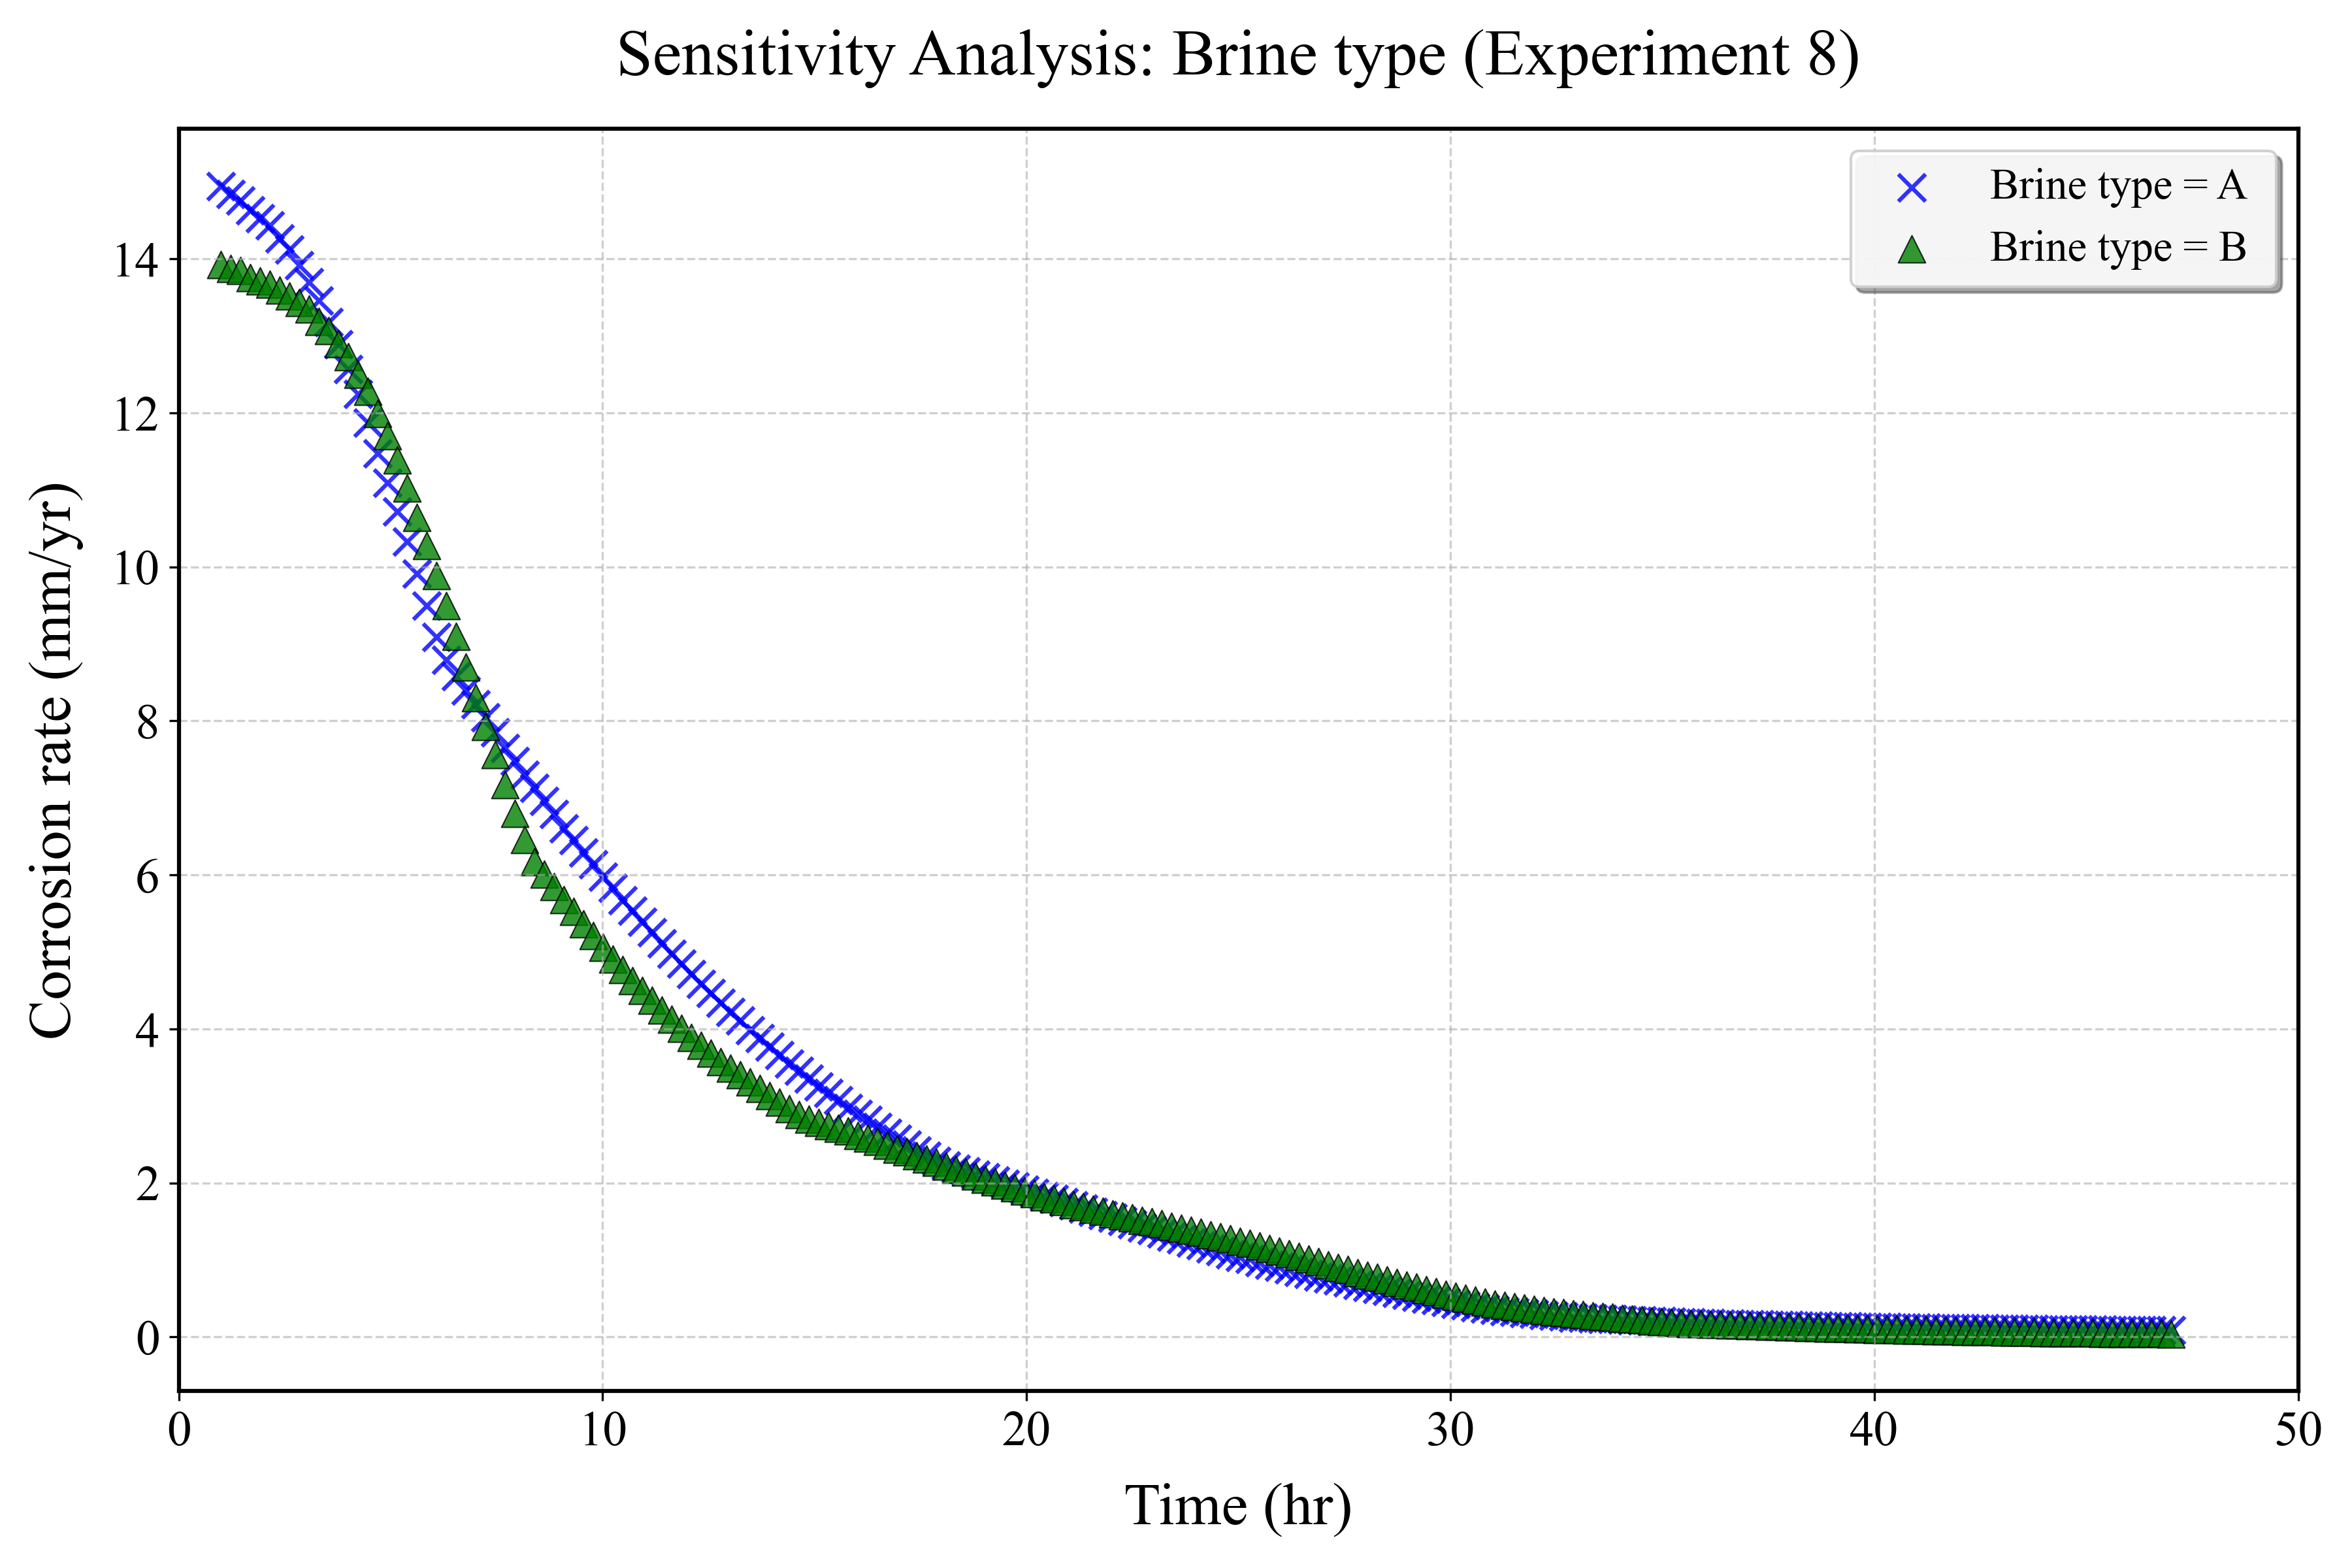 Sensitivity Analysis: Brine type (Experiment 8)
Brine type = A
Brine type = B
Corrosion rate (mm/yr)
14
12
10
8
6
4
2
0
0 10 20 30 40 50
Time (hr)